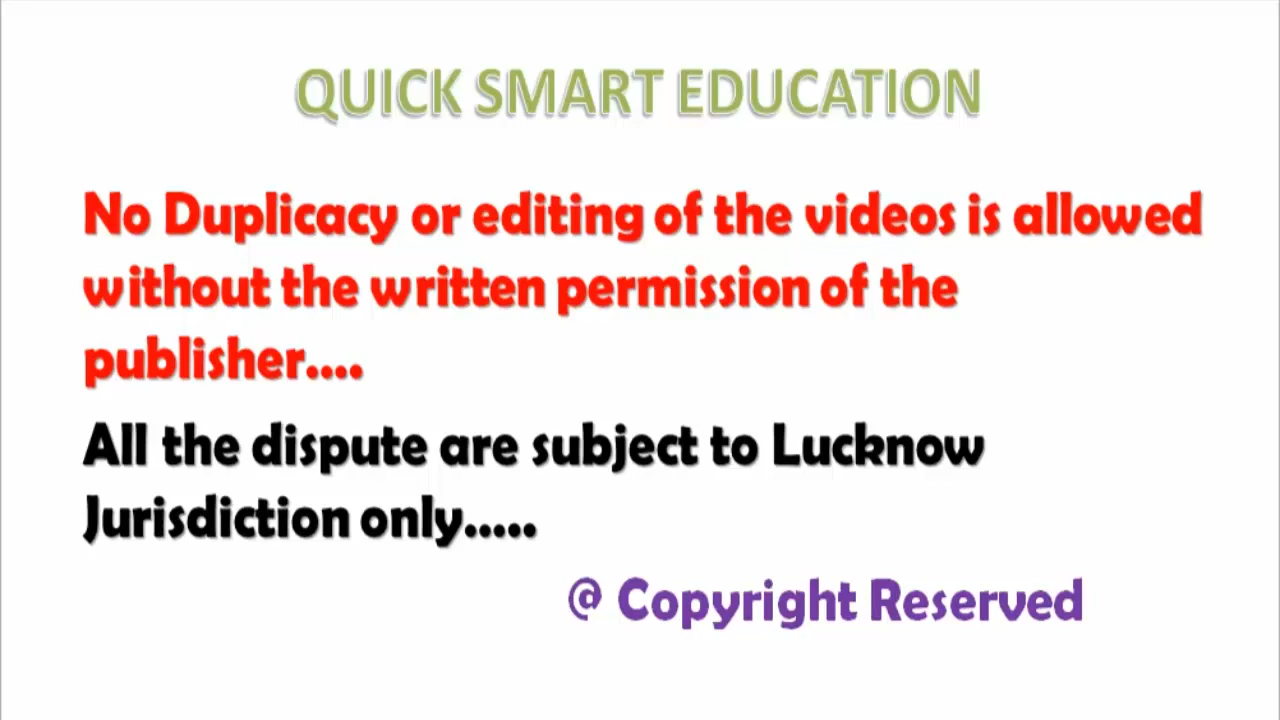 QUICK SMART EDUCATION
No Duplicacy or editing of the videos is allowed
without the written permission of the
publisher....
All the dispute are subject to Lucknow
Jurisdiction only.....
@ Copyright Reserved